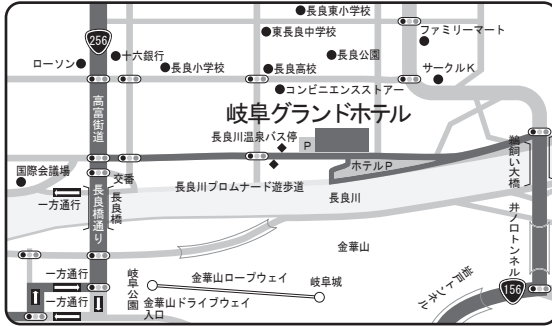 長良東小学校
東長良中学校
ファミリーマート
256
十六銀行
長良公園
ローソン
長良小学校
長良高校
サークルK
コンビニエンスストアー
高富街道
岐阜グランドホテル
長良川温泉バス停
P
ホテルP
鵜飼い大橋
国際会議場
交番
長良川プロムナード遊歩道
長良川
一方通行
長良橋通り
長良橋
金華山
井ノ口トンネル
岐阜公園
金華山ロープウェイ
岐阜城
一方通行
一方通行
金華山ドライブウェイ
入口
岩戸トンネル
156